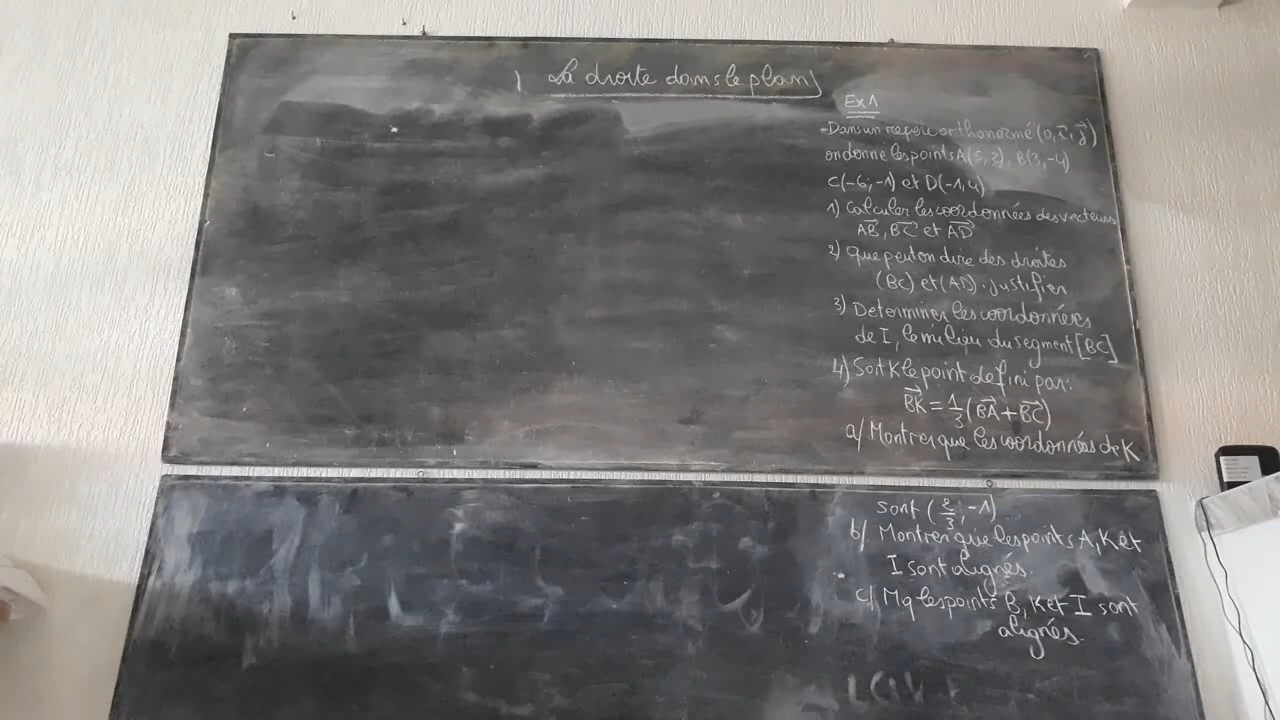 La droite dans le plan
Ex 1
- Dans un repère orthonormé (0, i, j)
on donne les points A(5; 2), B(3, -4)
C(-6; -1) et D(-1, 4)
1) Calculer les coordonnées des vecteurs
AB, BC et AD
2) Que peut on dire des droites
(BC) et (AD). justifier
3) Determiner les coordonnées
de I, le milieu du segment [BC]
4) Soit K le point defini par:
BK = 1/3 (BA + BC)
a/ Montrer que les coordonnées de K
sont (2/3; -1)
b/ Montrer que les points A, K et
I sont alignés.
c/ Mq les points B, K et I sont
alignés.